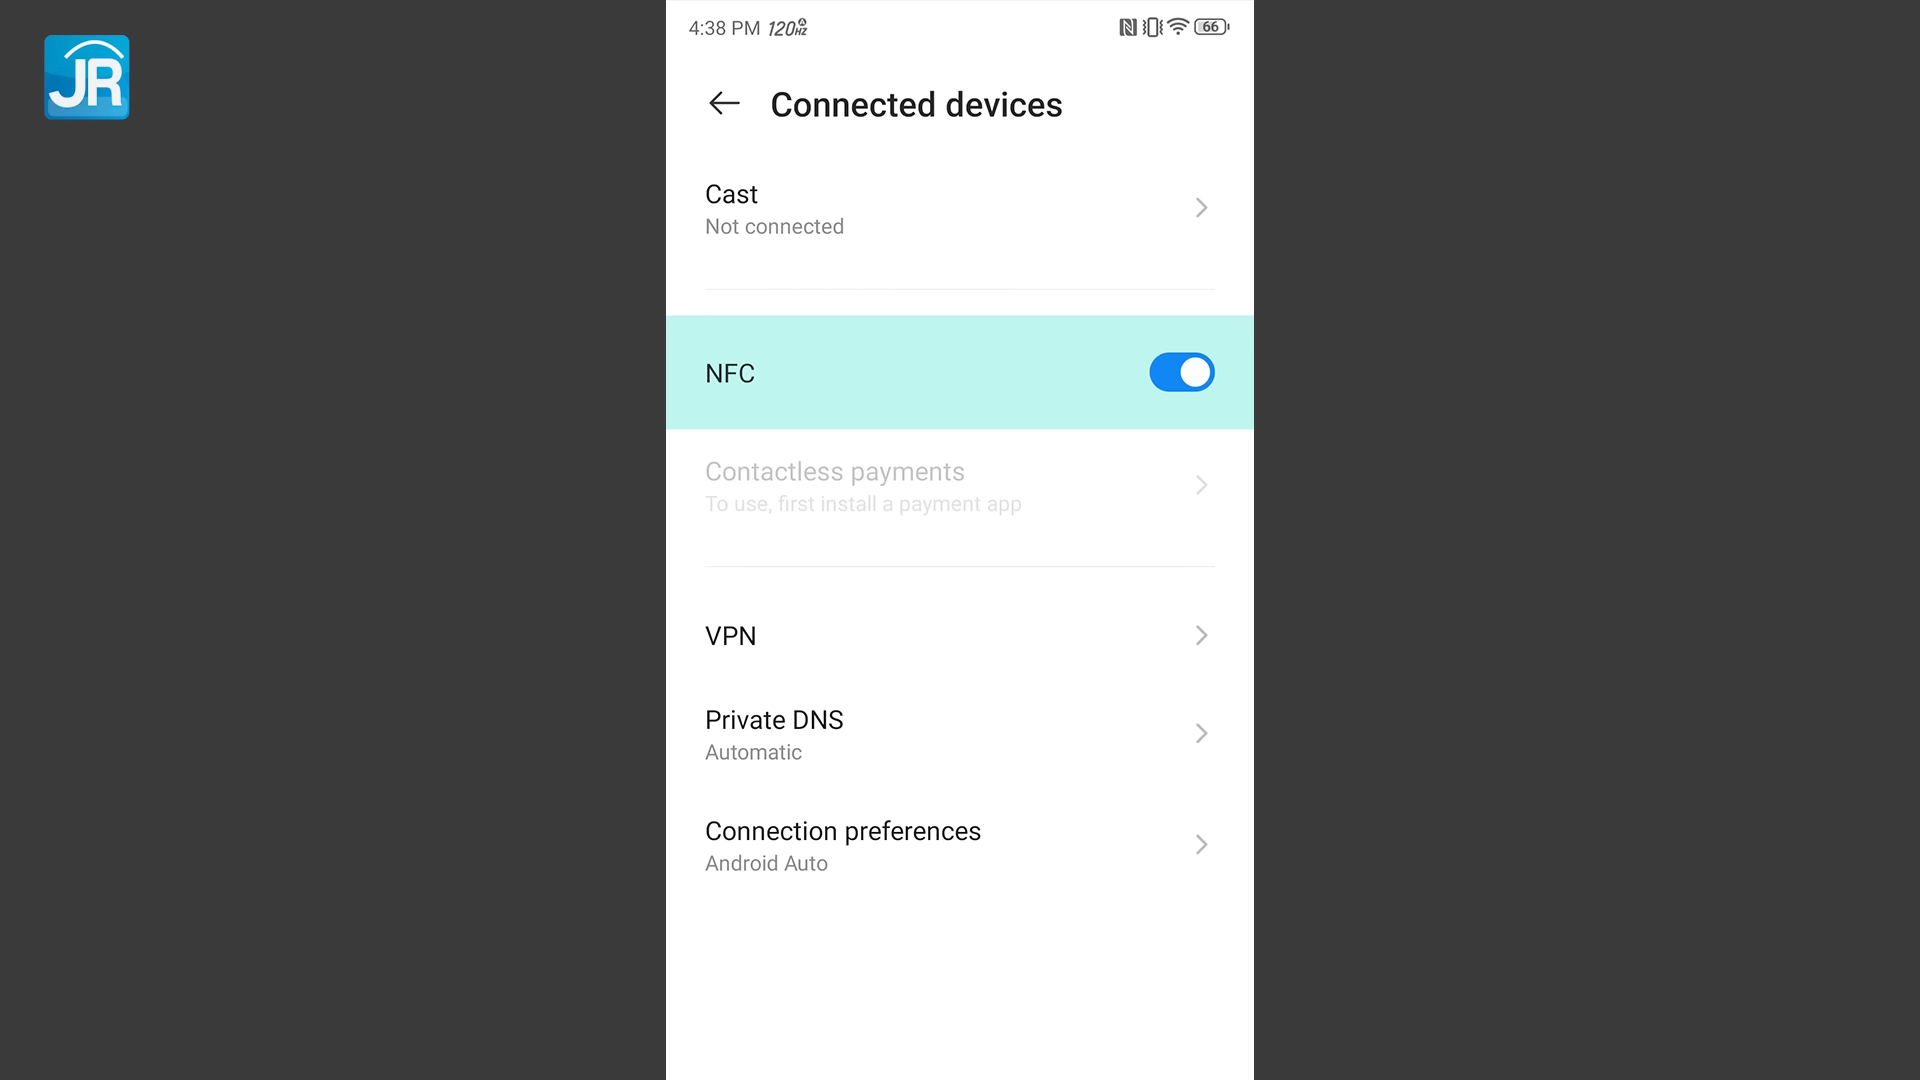 JR
4:38 PM 120Hz
66
Connected devices
Cast
Not connected
NFC
Contactless payments
To use, first install a payment app
VPN
Private DNS
Automatic
Connection preferences
Android Auto